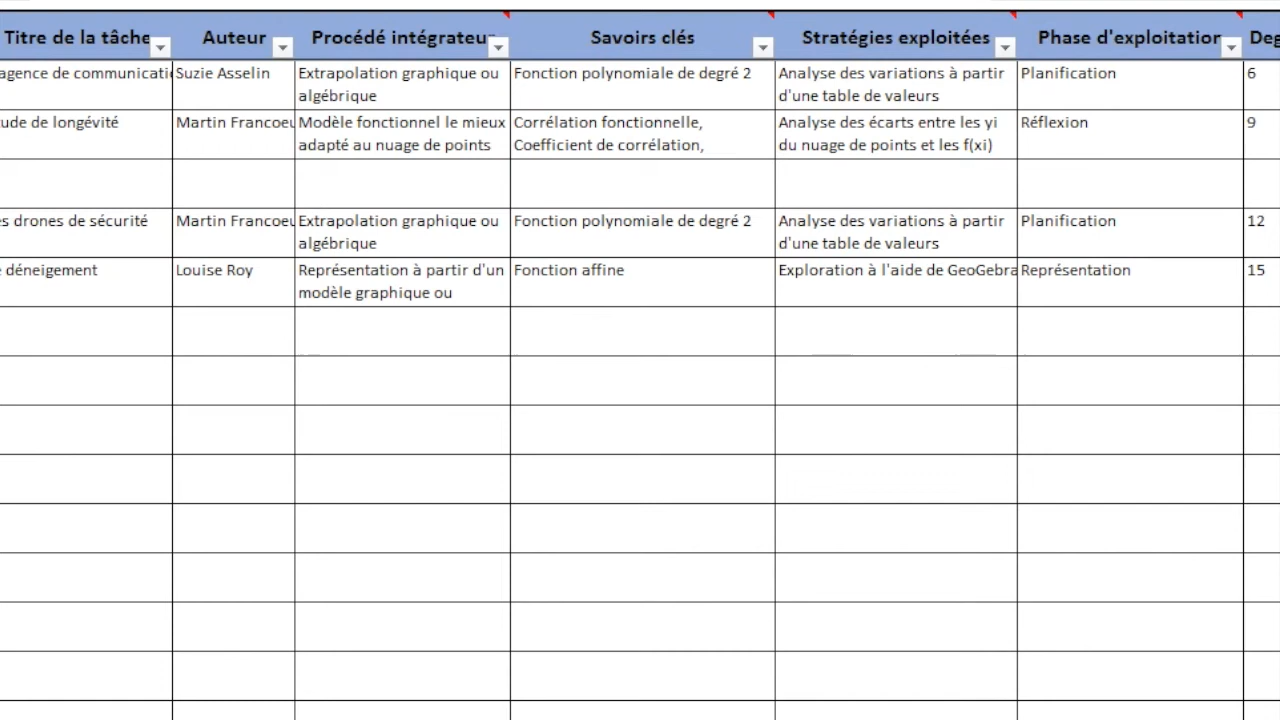 Titre de la tâche Auteur Procédé intégrateur Savoirs clés Stratégies exploitées Phase d'exploitation Deg
agence de communicati Suzie Asselin Extrapolation graphique ou Fonction polynomiale de degré 2 Analyse des variations à partir Planification 6
algébrique d'une table de valeurs
ude de longévité Martin Francoeu Modèle fonctionnel le mieux Corrélation fonctionnelle, Analyse des écarts entre les yi Réflexion 9
adapté au nuage de points Coefficient de corrélation, du nuage de points et les f(xi)
es drones de sécurité Martin Francoeu Extrapolation graphique ou Fonction polynomiale de degré 2 Analyse des variations à partir Planification 12
algébrique d'une table de valeurs
déneigement Louise Roy Représentation à partir d'un Fonction affine Exploration à l'aide de GeoGebra Représentation 15
modèle graphique ou